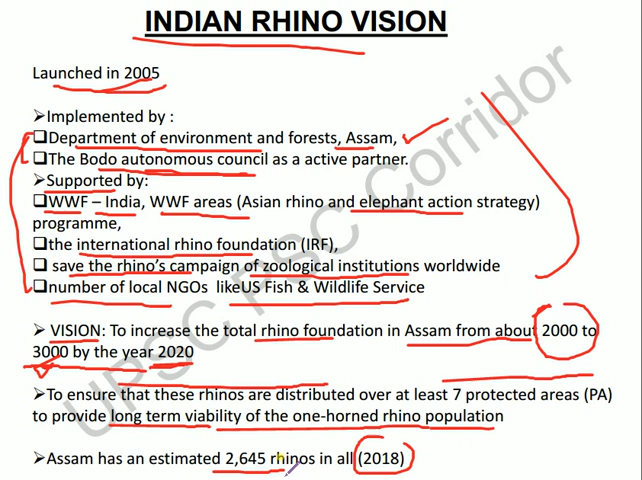 INDIAN RHINO VISION
Launched in 2005
➢Implemented by :
❑Department of environment and forests, Assam,
❑The Bodo autonomous council as a active partner.
➢Supported by:
❑WWF – India, WWF areas (Asian rhino and elephant action strategy)
programme,
❑the international rhino foundation (IRF),
❑ save the rhino's campaign of zoological institutions worldwide
❑number of local NGOs likeUS Fish & Wildlife Service
➢ VISION: To increase the total rhino foundation in Assam from about 2000 to
3000 by the year 2020
➢To ensure that these rhinos are distributed over at least 7 protected areas (PA)
to provide long term viability of the one-horned rhino population
➢Assam has an estimated 2,645 rhinos in all (2018)
UPSC PSC Corridor